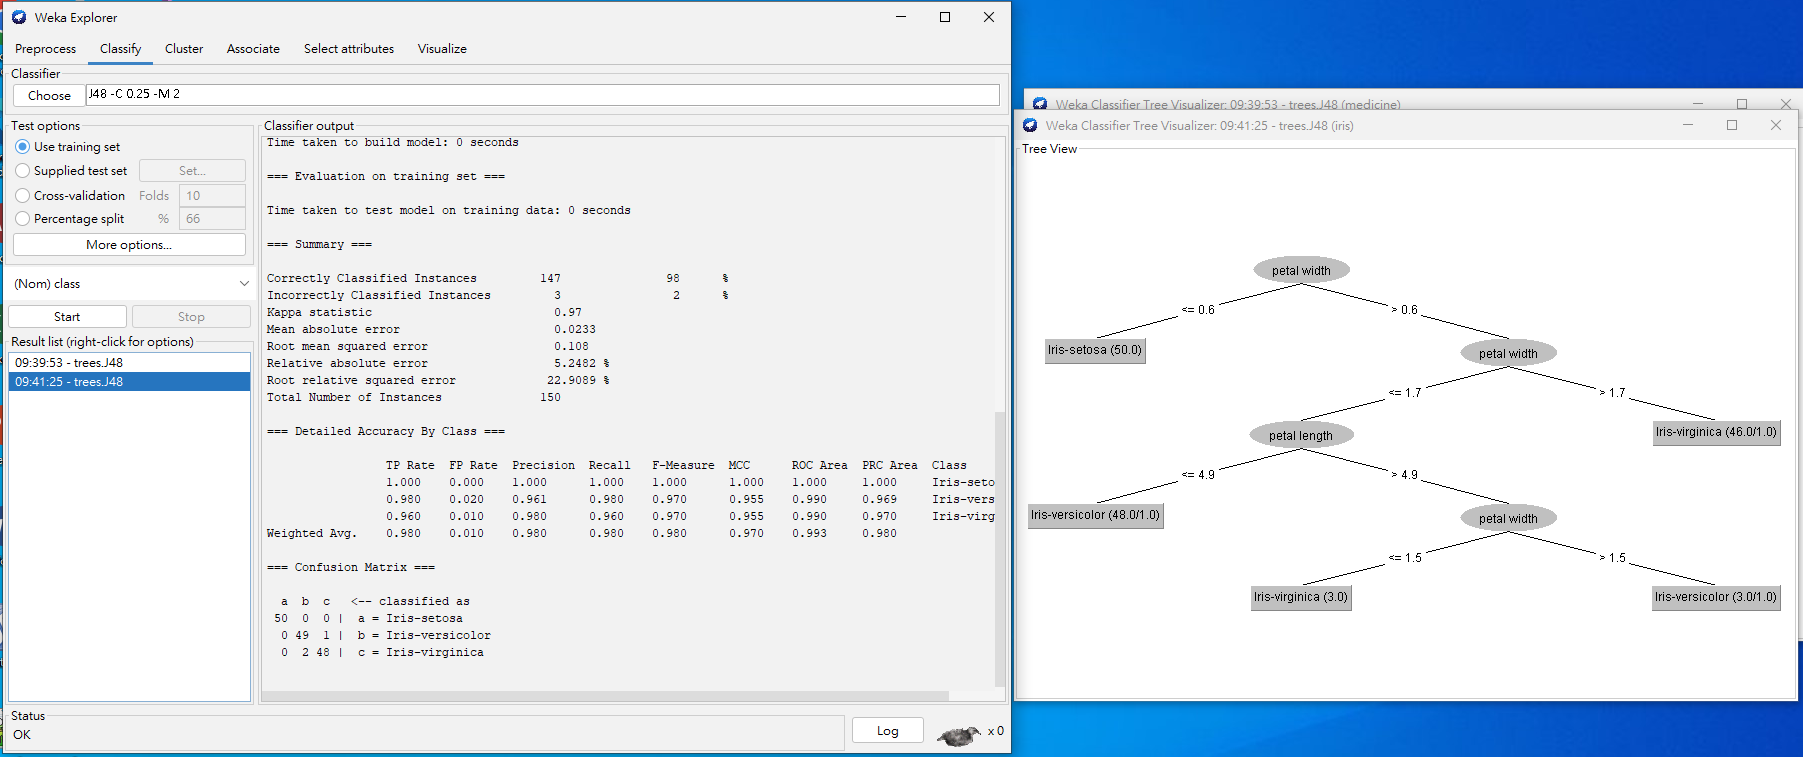 Weka Explorer
Preprocess Classify Cluster Associate Select attributes Visualize
Classifier
Choose J48 -C 0.25 -M 2
Test options
Use training set
Supplied test set Set...
Cross-validation Folds 10
Percentage split % 66
More options...
(Nom) class
Start Stop
Result list (right-click for options)
09:39:53 - trees.J48
09:41:25 - trees.J48
Classifier output
Time taken to build model: 0 seconds
=== Evaluation on training set ===
Time taken to test model on training data: 0 seconds
=== Summary ===
Correctly Classified Instances 147 98 %
Incorrectly Classified Instances 3 2 %
Kappa statistic 0.97
Mean absolute error 0.0233
Root mean squared error 0.108
Relative absolute error 5.2482 %
Root relative squared error 22.9089 %
Total Number of Instances 150
=== Detailed Accuracy By Class ===
TP Rate FP Rate Precision Recall F-Measure MCC ROC Area PRC Area Class
1.000 0.000 1.000 1.000 1.000 1.000 1.000 1.000 Iris-seto
0.980 0.020 0.961 0.980 0.970 0.955 0.990 0.969 Iris-vers
0.960 0.010 0.980 0.960 0.970 0.955 0.990 0.970 Iris-virg
Weighted Avg. 0.980 0.010 0.980 0.980 0.980 0.970 0.993 0.980
=== Confusion Matrix ===
a b c <-- classified as
50 0 0 | a = Iris-setosa
0 49 1 | b = Iris-versicolor
0 2 48 | c = Iris-virginica
Status
OK
Log x 0
Weka Classifier Tree Visualizer: 09:39:53 - trees.J48 (medicine)
Weka Classifier Tree Visualizer: 09:41:25 - trees.J48 (iris)
Tree View
petal width
<= 0.6 > 0.6
Iris-setosa (50.0) petal width
<= 1.7 > 1.7
petal length Iris-virginica (46.0/1.0)
<= 4.9 > 4.9
Iris-versicolor (48.0/1.0) petal width
<= 1.5 > 1.5
Iris-virginica (3.0) Iris-versicolor (3.0/1.0)